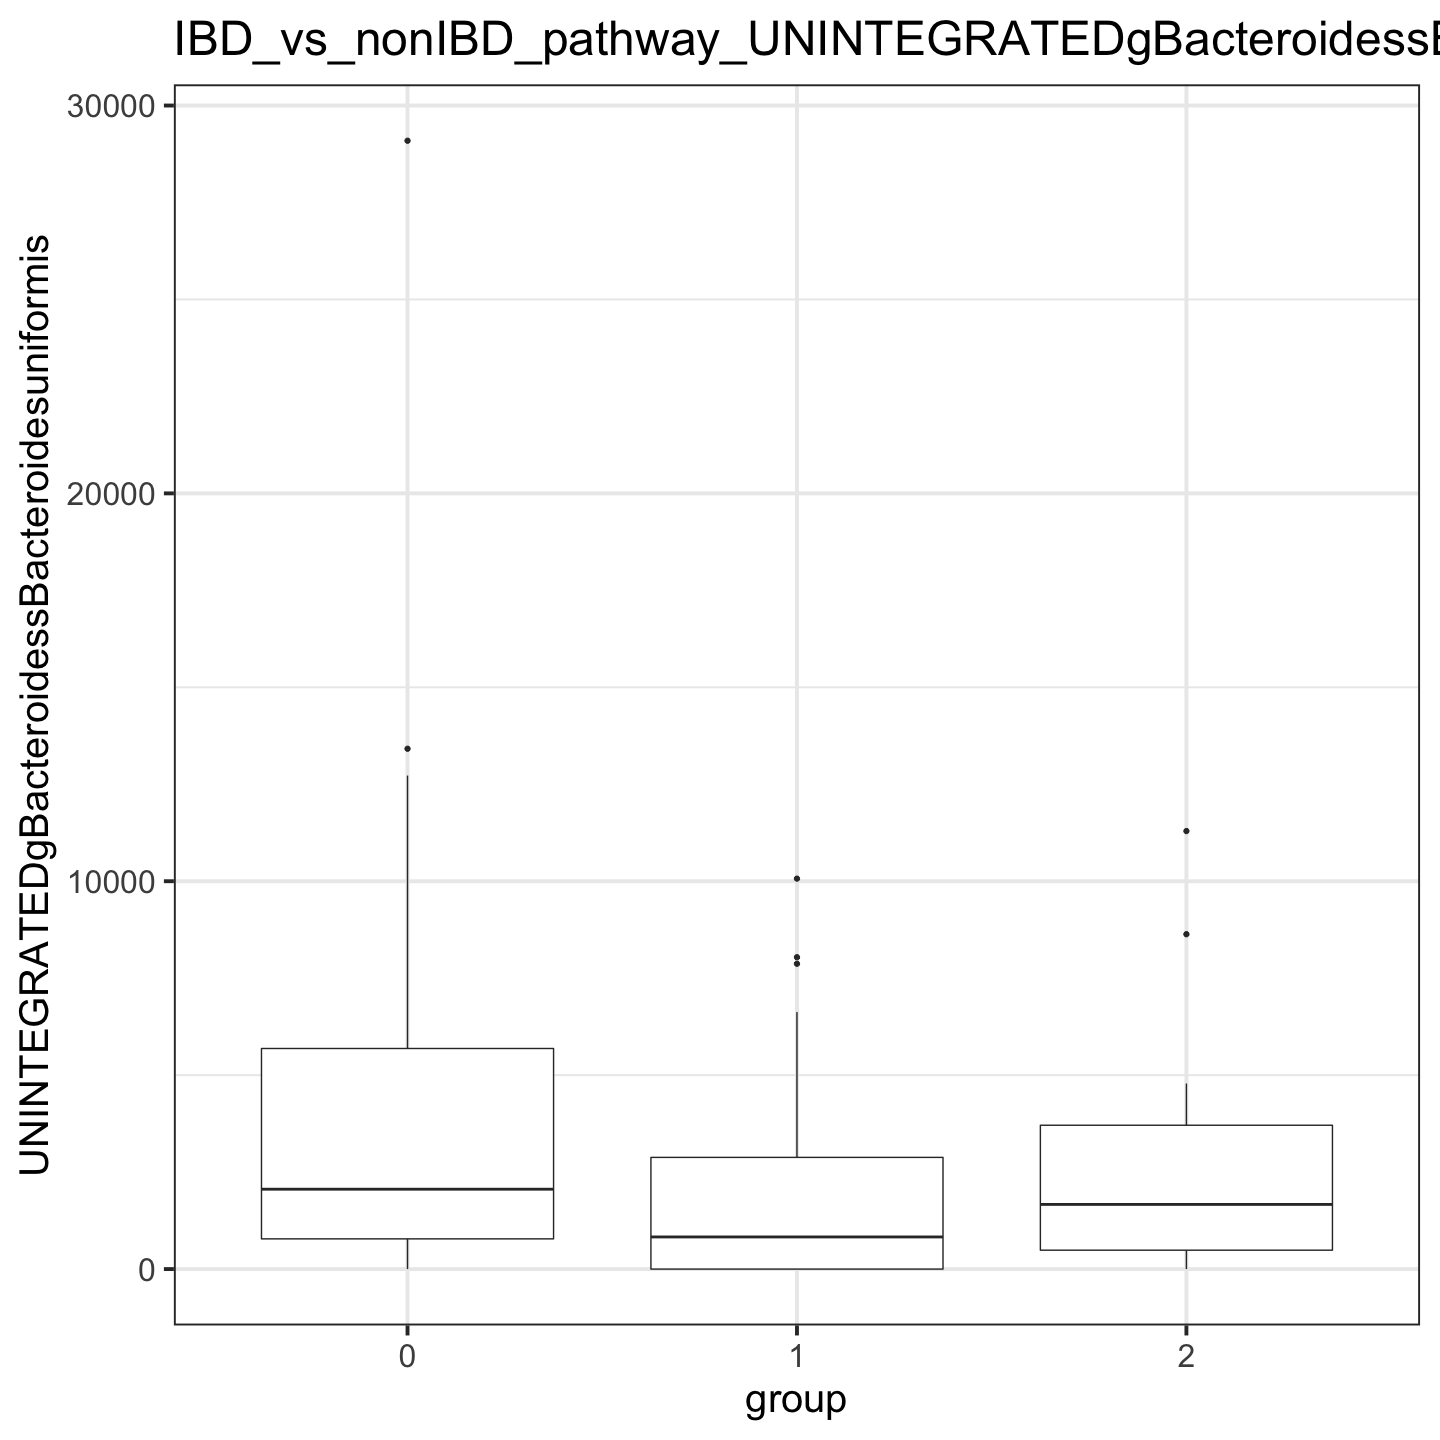 IBD_vs_nonIBD_pathway_UNINTEGRATEDgBacteroidessB
UNINTEGRATEDgBacteroidessBacteroidesuniformis
30000
20000
10000
0
0 1 2
group